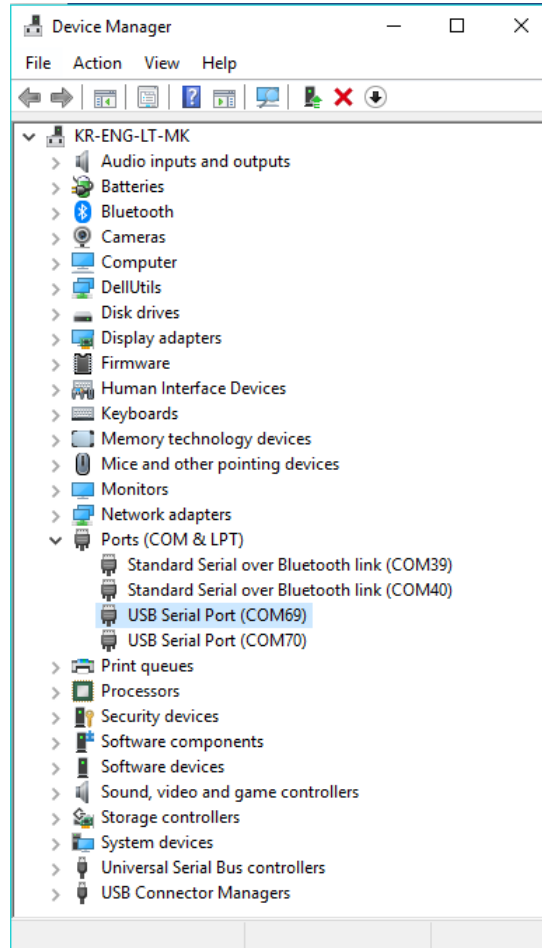 Device Manager
File Action View Help
KR-ENG-LT-MK
Audio inputs and outputs
Batteries
Bluetooth
Cameras
Computer
DellUtils
Disk drives
Display adapters
Firmware
Human Interface Devices
Keyboards
Memory technology devices
Mice and other pointing devices
Monitors
Network adapters
Ports (COM & LPT)
Standard Serial over Bluetooth link (COM39)
Standard Serial over Bluetooth link (COM40)
USB Serial Port (COM69)
USB Serial Port (COM70)
Print queues
Processors
Security devices
Software components
Software devices
Sound, video and game controllers
Storage controllers
System devices
Universal Serial Bus controllers
USB Connector Managers